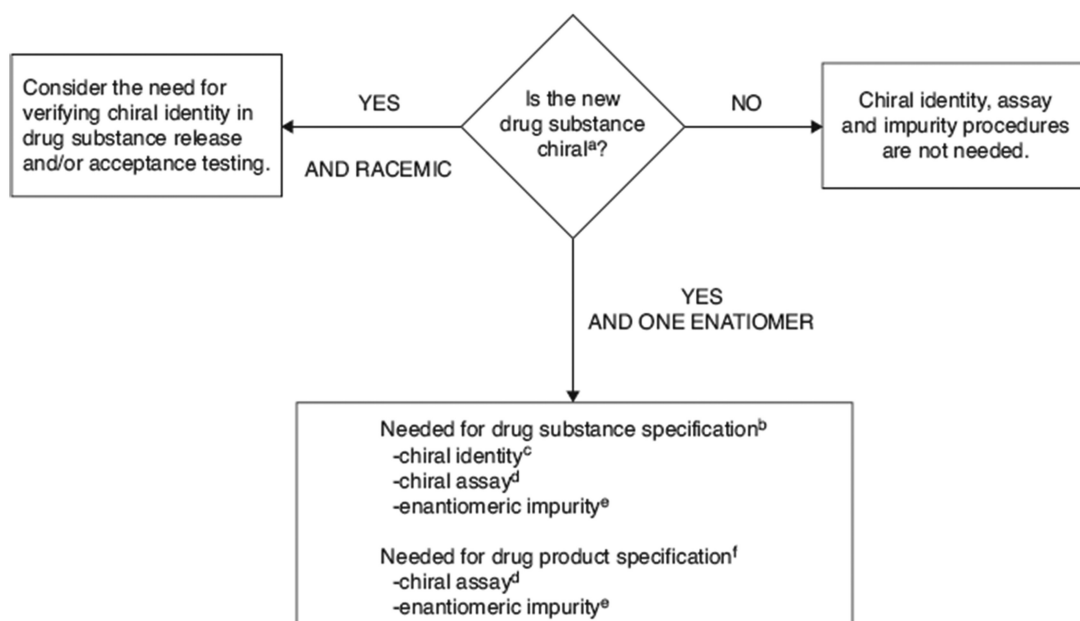 Consider the need for
verifying chiral identity in
drug substance release
and/or acceptance testing.
YES
AND RACEMIC
Is the new
drug substance
chiralᵃ?
NO
Chiral identity, assay
and impurity procedures
are not needed.
YES
AND ONE ENATIOMER
Needed for drug substance specificationᵇ
-chiral identityᶜ
-chiral assayᵈ
-enantiomeric impurityᵉ
Needed for drug product specificationᶠ
-chiral assayᵈ
-enantiomeric impurityᵉ